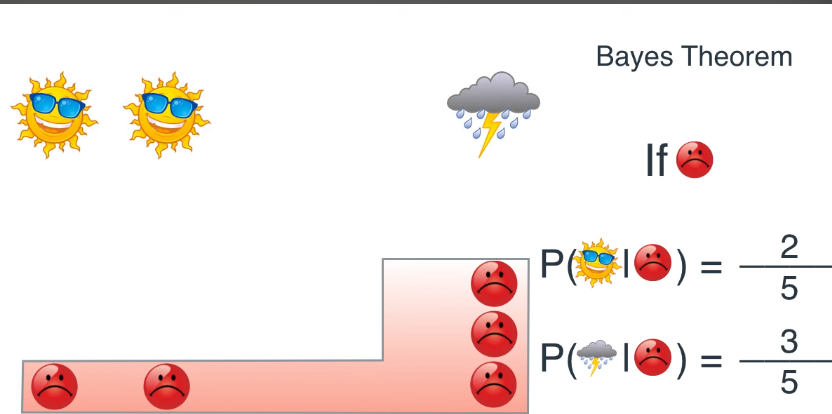 Bayes Theorem
If
P( | ) = 2/5
P( | ) = 3/5